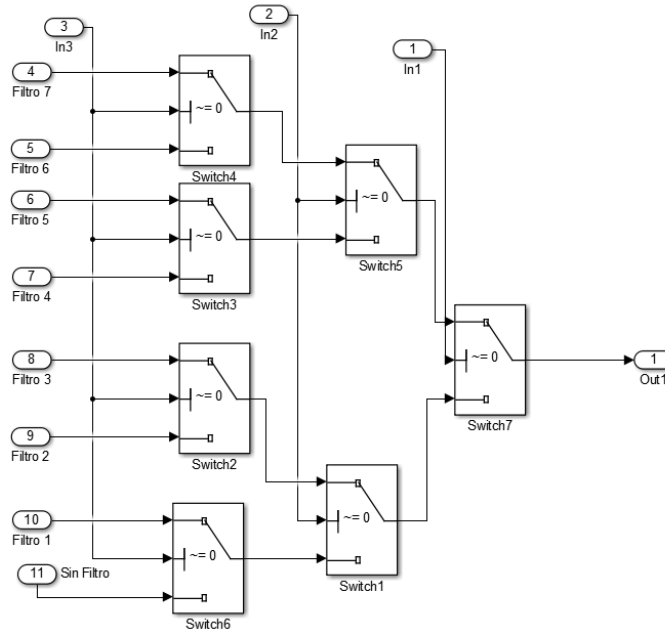 3
In3
2
In2
1
In1
4
Filtro 7
~= 0
5
Filtro 6
Switch4
6
Filtro 5
~= 0
7
Filtro 4
Switch3
~= 0
Switch5
8
Filtro 3
~= 0
9
Filtro 2
Switch2
~= 0
Switch7
1
Out1
10
Filtro 1
~= 0
11
Sin Filtro
Switch6
~= 0
Switch1